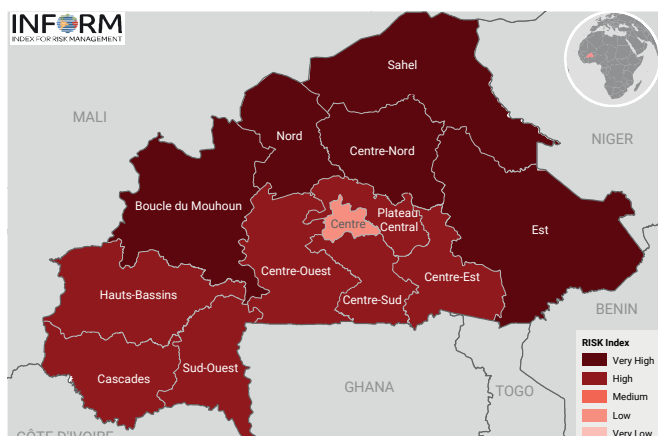 INFORM
INDEX FOR RISK MANAGEMENT
Sahel
MALI
NIGER
Nord
Centre-Nord
Boucle du Mouhoun
Plateau
Central
Centre
Est
Centre-Ouest
Centre-Est
Hauts-Bassins
Centre-Sud
BENIN
RISK Index
Very High
Sud-Ouest
High
Cascades
GHANA
TOGO
Medium
Low
CÔTE D'IVOIRE
Very Low